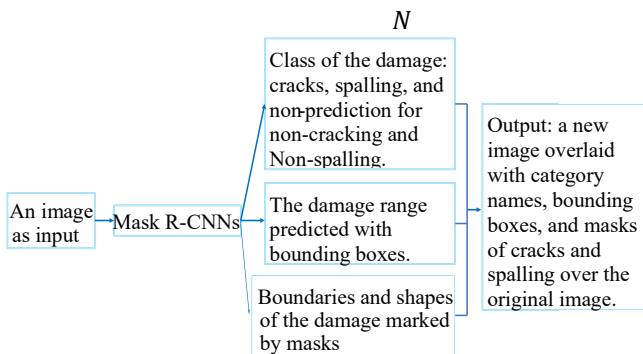 N
Class of the damage:
cracks, spalling, and
non-prediction for
non-cracking and
Non-spalling.
An image
as input
Mask R-CNNs
The damage range
predicted with
bounding boxes.
Boundaries and shapes
of the damage marked
by masks
Output: a new
image overlaid
with category
names, bounding
boxes, and masks
of cracks and
spalling over the
original image.